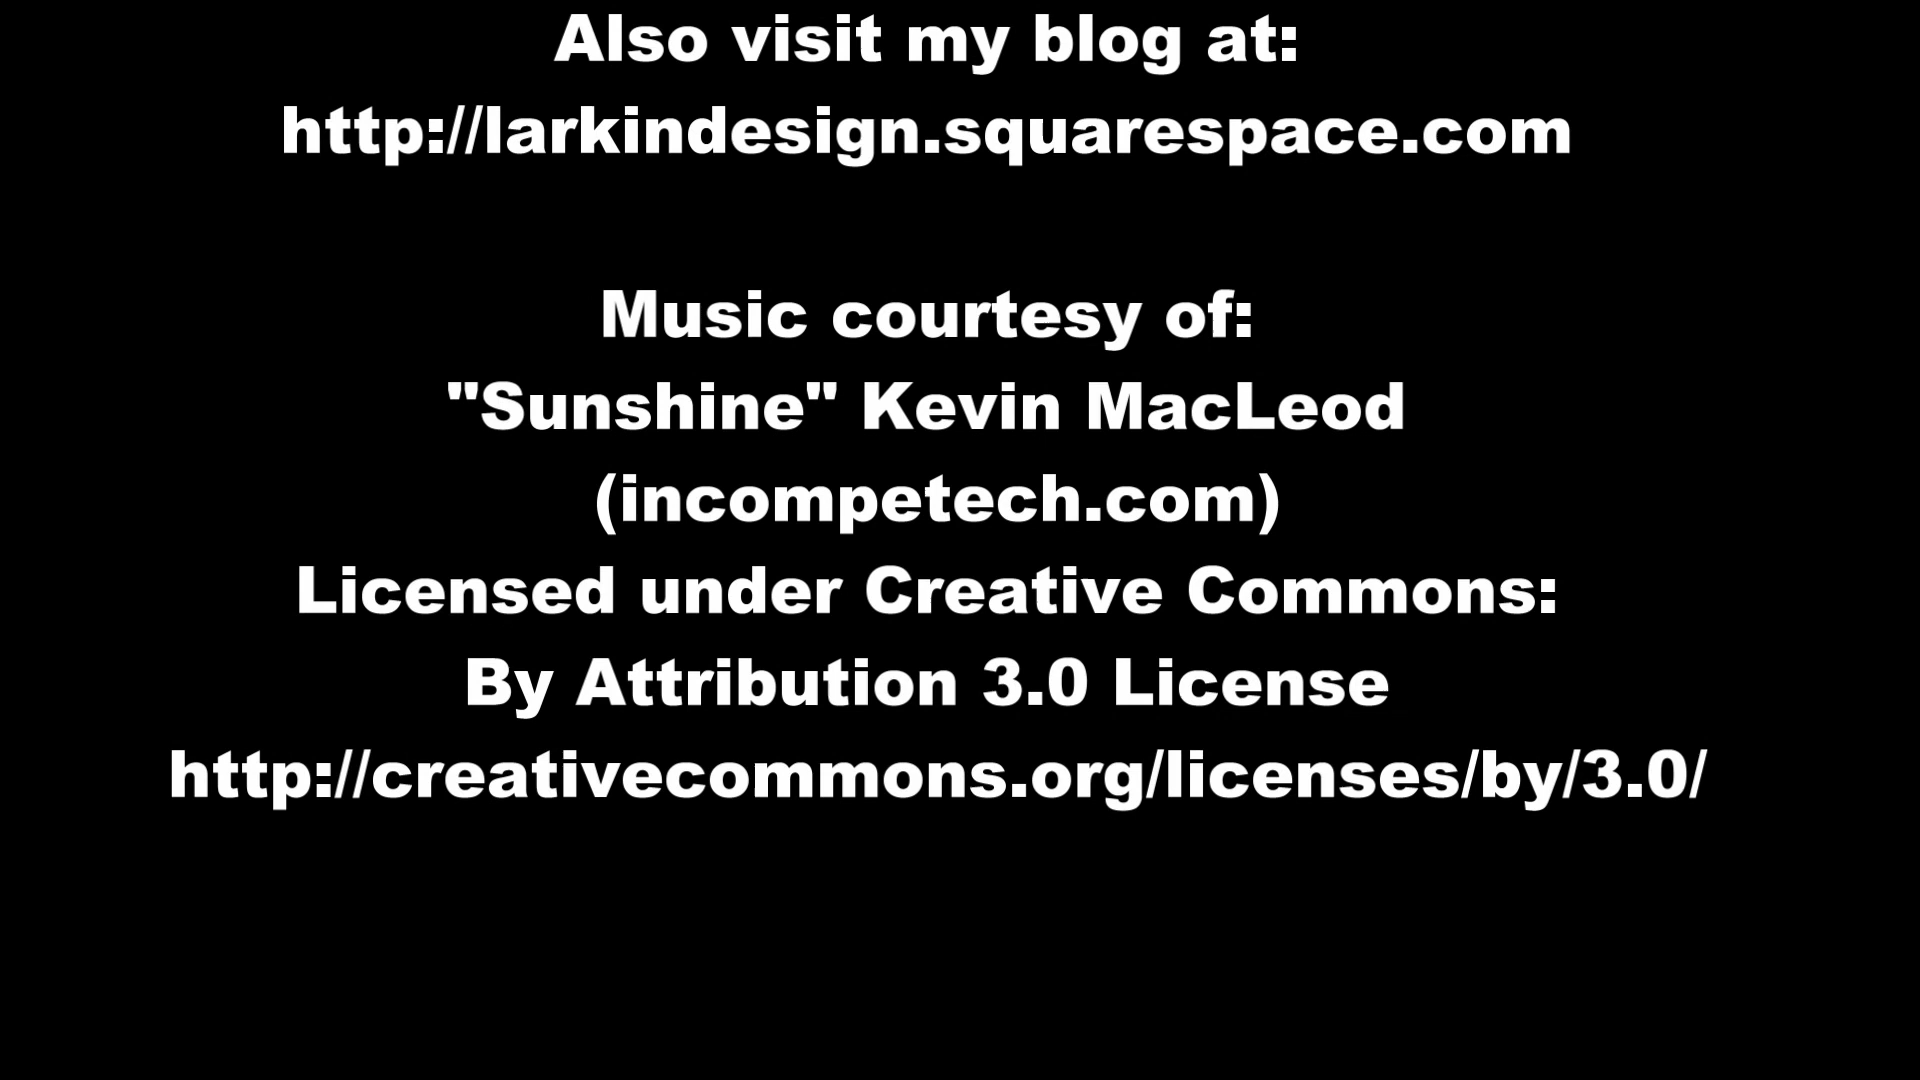 Also visit my blog at:
http://larkindesign.squarespace.com
Music courtesy of:
"Sunshine" Kevin MacLeod
(incompetech.com)
Licensed under Creative Commons:
By Attribution 3.0 License
http://creativecommons.org/licenses/by/3.0/